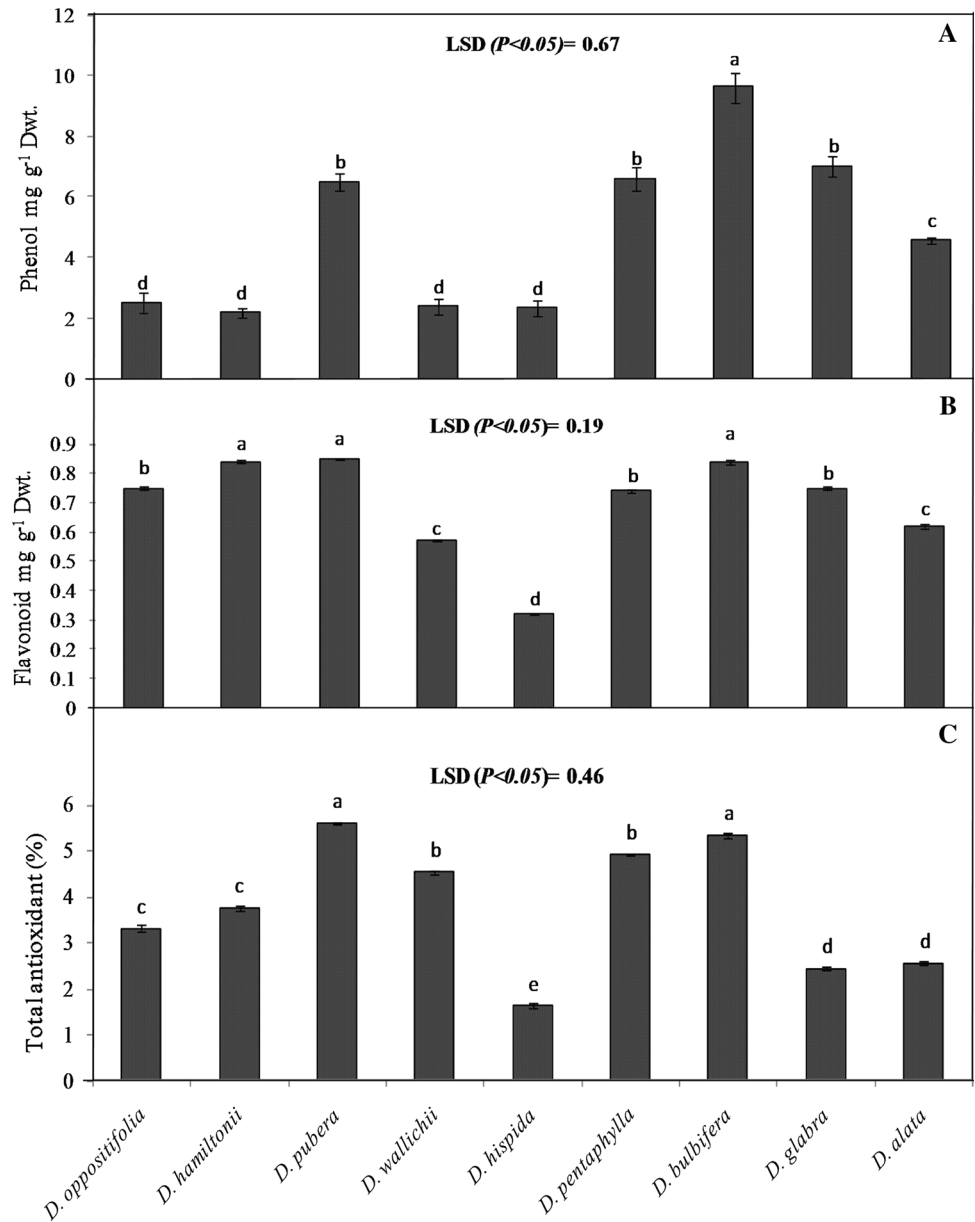 A
LSD (P<0.05)= 0.67
Phenol mg g-1 Dwt.
12
10
8
6
4
2
0
d
d
b
d
d
b
a
b
c
B
LSD (P<0.05)= 0.19
Flavonoid mg g-1 Dwt.
0.9
0.8
0.7
0.6
0.5
0.4
0.3
0.2
0.1
0
b
a
a
c
d
b
a
b
c
C
LSD (P<0.05)= 0.46
Total antioxidant (%)
6
5
4
3
2
1
0
c
c
a
b
e
b
a
d
d
D. oppositifolia
D. hamiltonii
D. pubera
D. wallichii
D. hispida
D. pentaphylla
D. bulbifera
D. glabra
D. alata